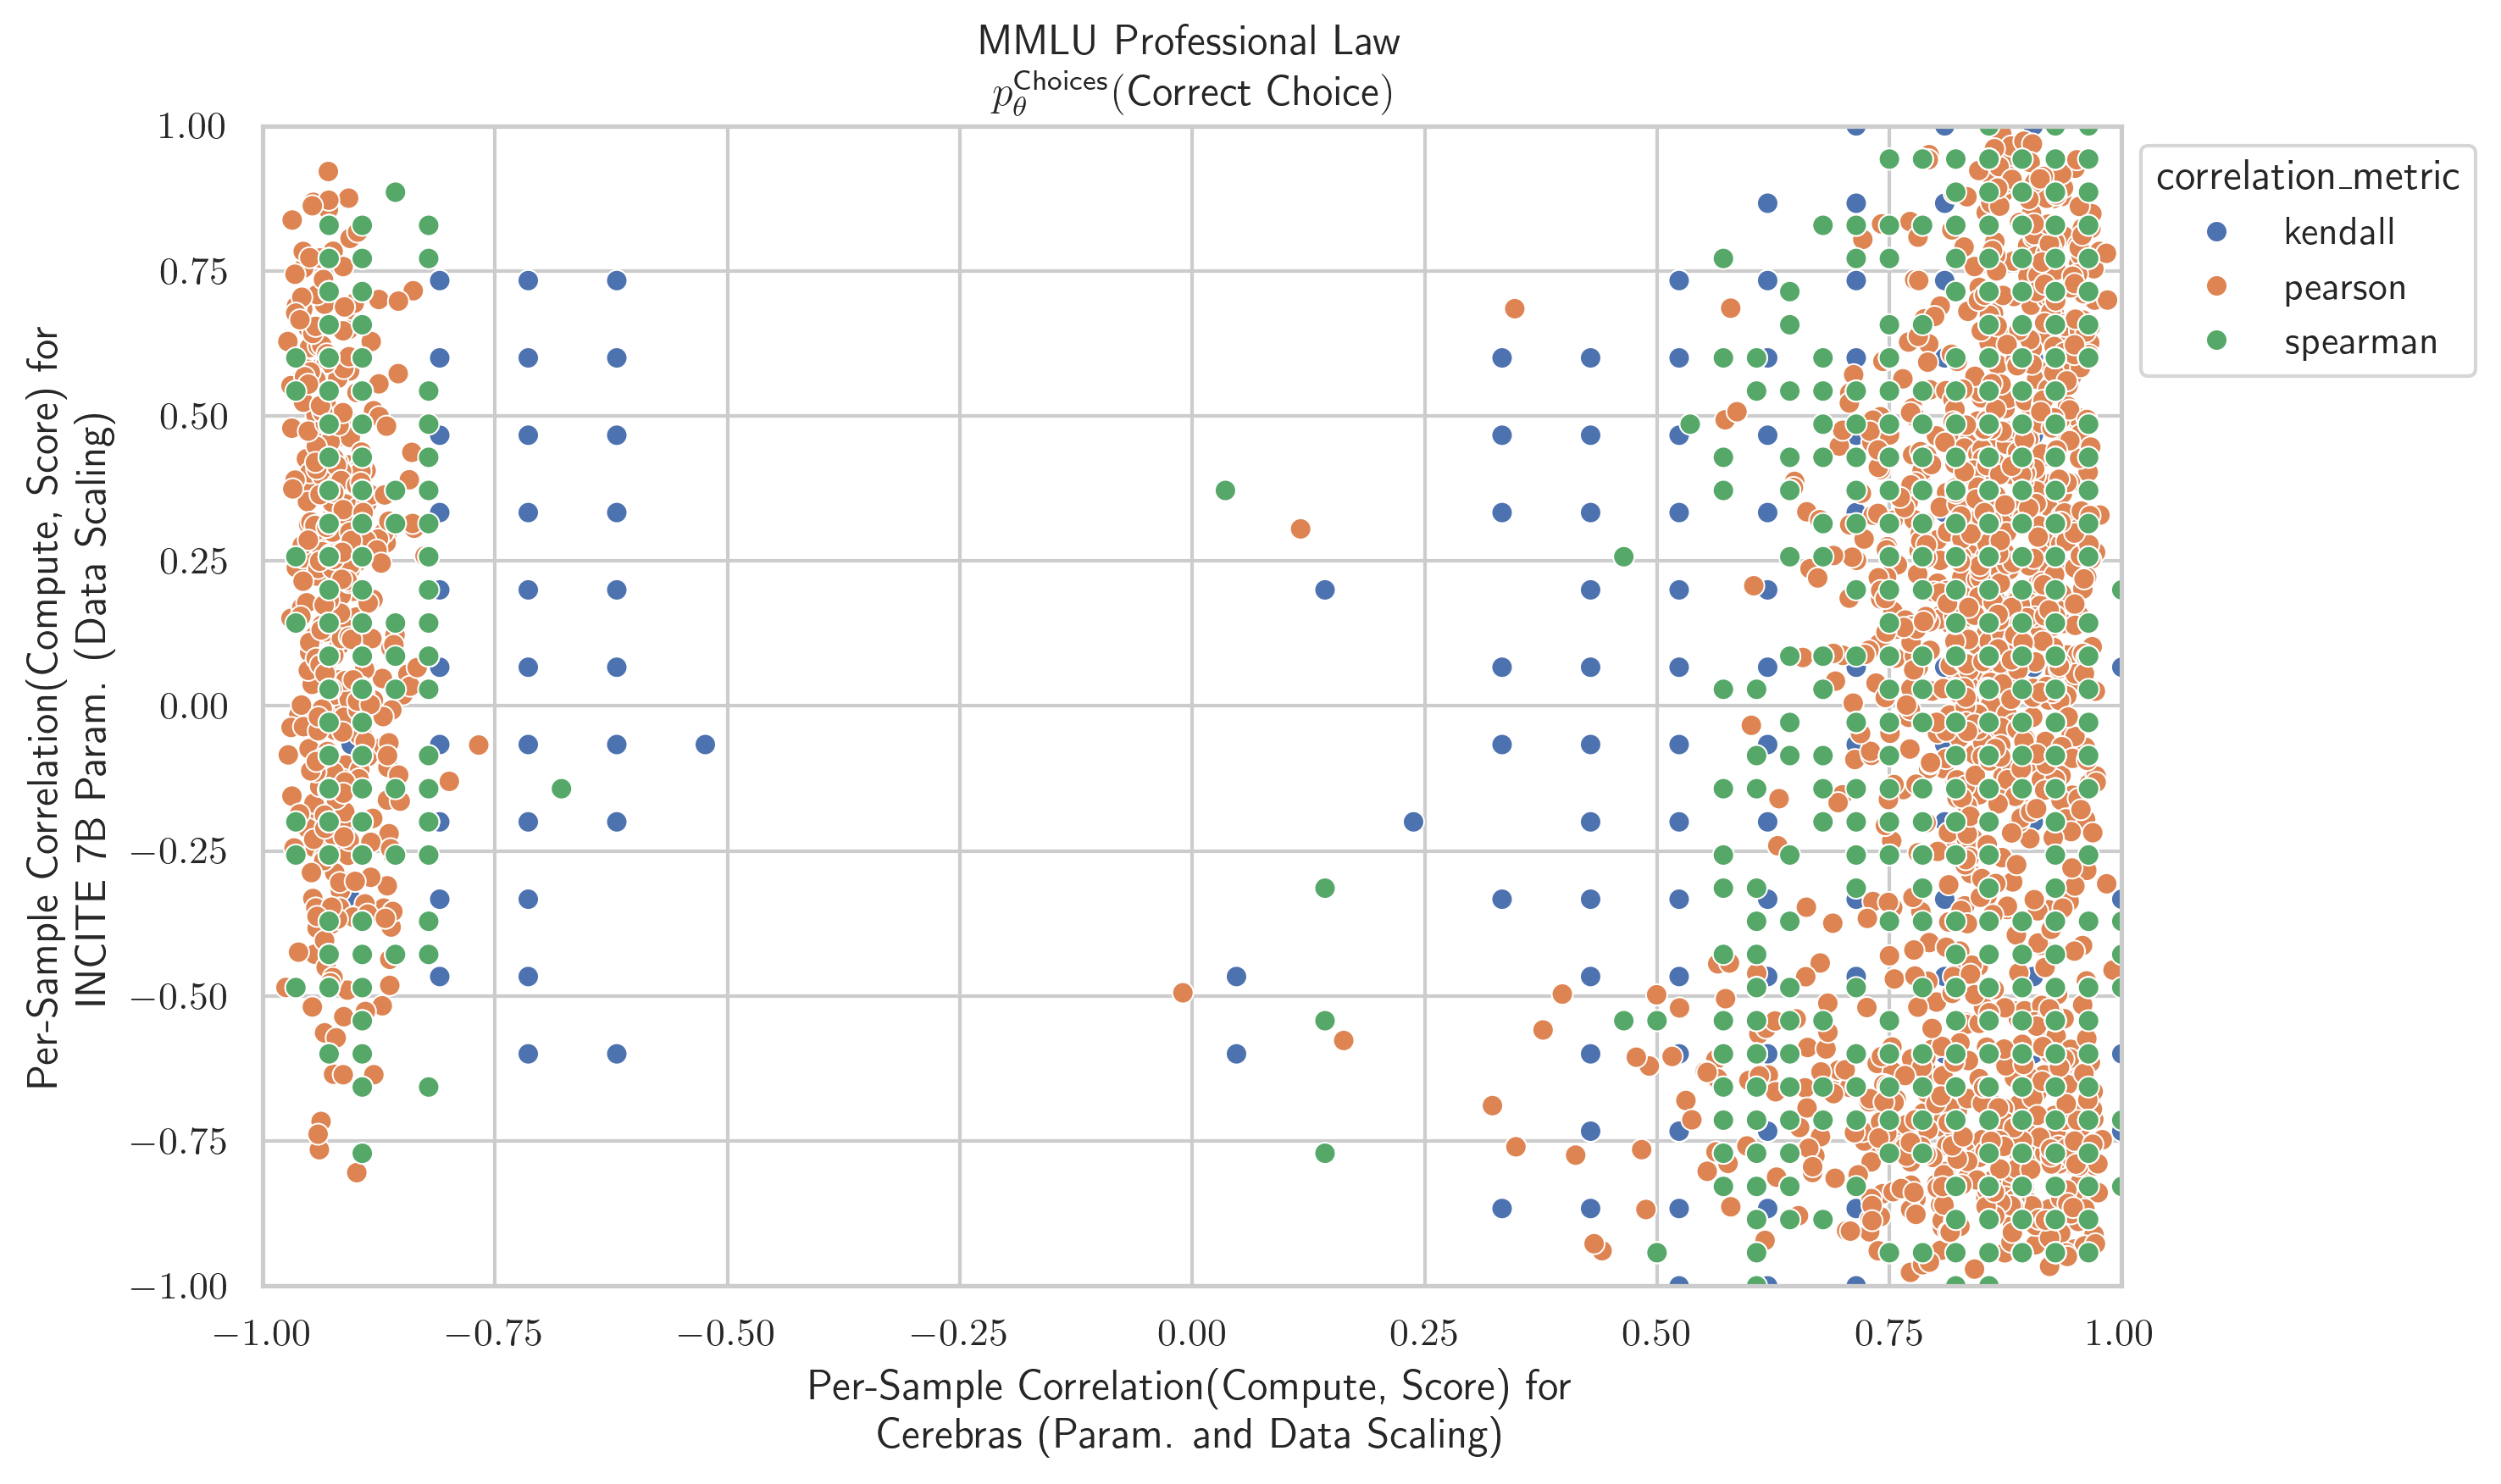 MMLU Professional Law
p_θ^Choices(Correct Choice)
Per-Sample Correlation(Compute, Score) for
INCITE 7B Param. (Data Scaling)
1.00
0.75
0.50
0.25
0.00
−0.25
−0.50
−0.75
−1.00
−1.00 −0.75 −0.50 −0.25 0.00 0.25 0.50 0.75 1.00
Per-Sample Correlation(Compute, Score) for
Cerebras (Param. and Data Scaling)
correlation_metric
kendall
pearson
spearman